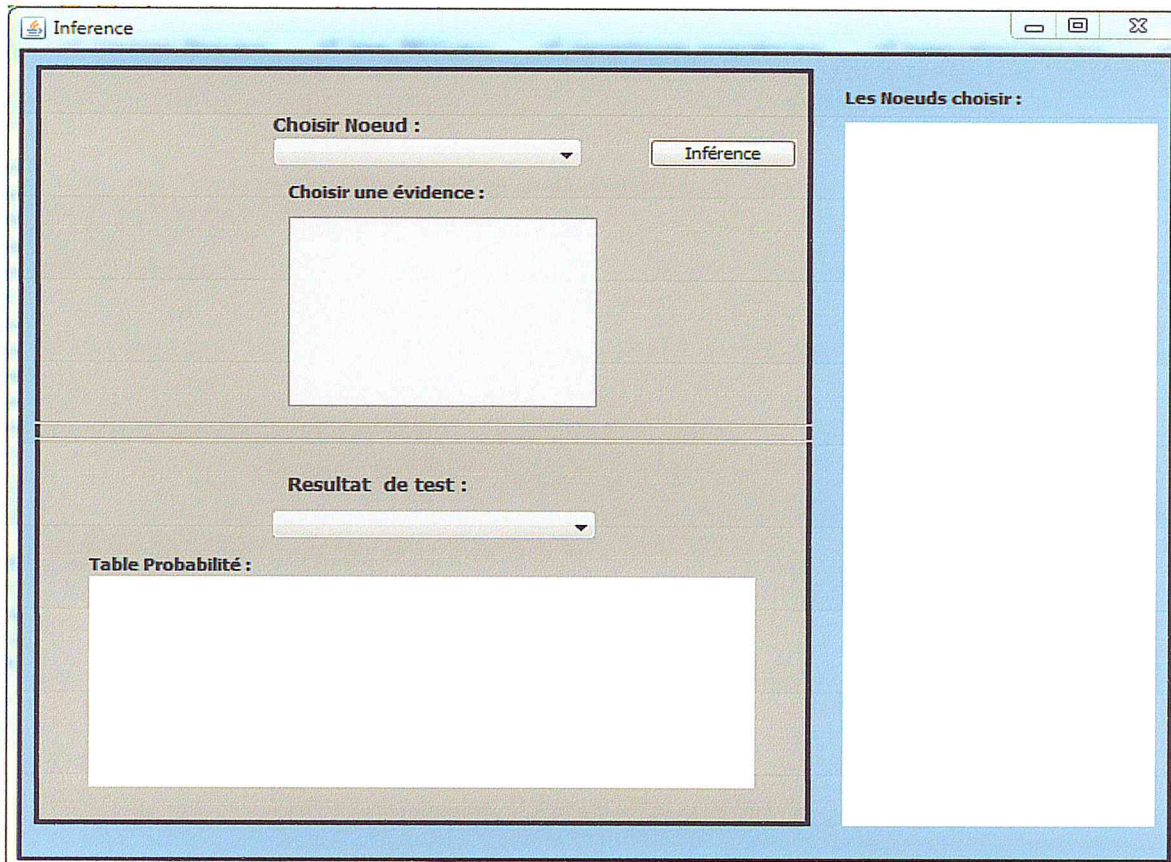 Inference
Les Noeuds choisir :
Choisir Noeud :
Inférence
Choisir une évidence :
Resultat de test :
Table Probabilité :